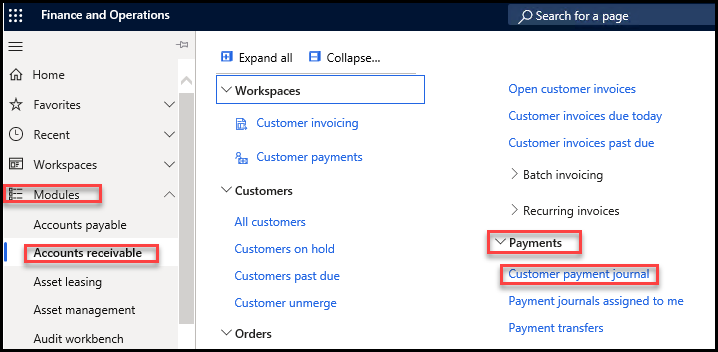 Finance and Operations
Search for a page
Home
Favorites
Recent
Workspaces
Modules
Accounts payable
Accounts receivable
Asset leasing
Asset management
Audit workbench
Expand all
Collapse...
Workspaces
Customer invoicing
Customer payments
Customers
All customers
Customers on hold
Customers past due
Customer unmerge
Orders
Open customer invoices
Customer invoices due today
Customer invoices past due
Batch invoicing
Recurring invoices
Payments
Customer payment journal
Payment journals assigned to me
Payment transfers